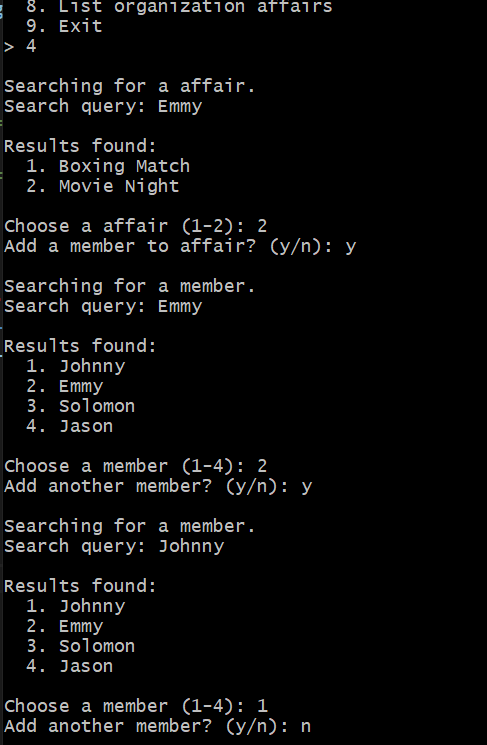 8. List organization affairs
9. Exit
> 4
Searching for a affair.
Search query: Emmy
Results found:
1. Boxing Match
2. Movie Night
Choose a affair (1-2): 2
Add a member to affair? (y/n): y
Searching for a member.
Search query: Emmy
Results found:
1. Johnny
2. Emmy
3. Solomon
4. Jason
Choose a member (1-4): 2
Add another member? (y/n): y
Searching for a member.
Search query: Johnny
Results found:
1. Johnny
2. Emmy
3. Solomon
4. Jason
Choose a member (1-4): 1
Add another member? (y/n): n